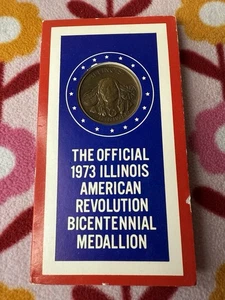 THE OFFICIAL
1973 ILLINOIS
AMERICAN
REVOLUTION
BICENTENNIAL
MEDALLION